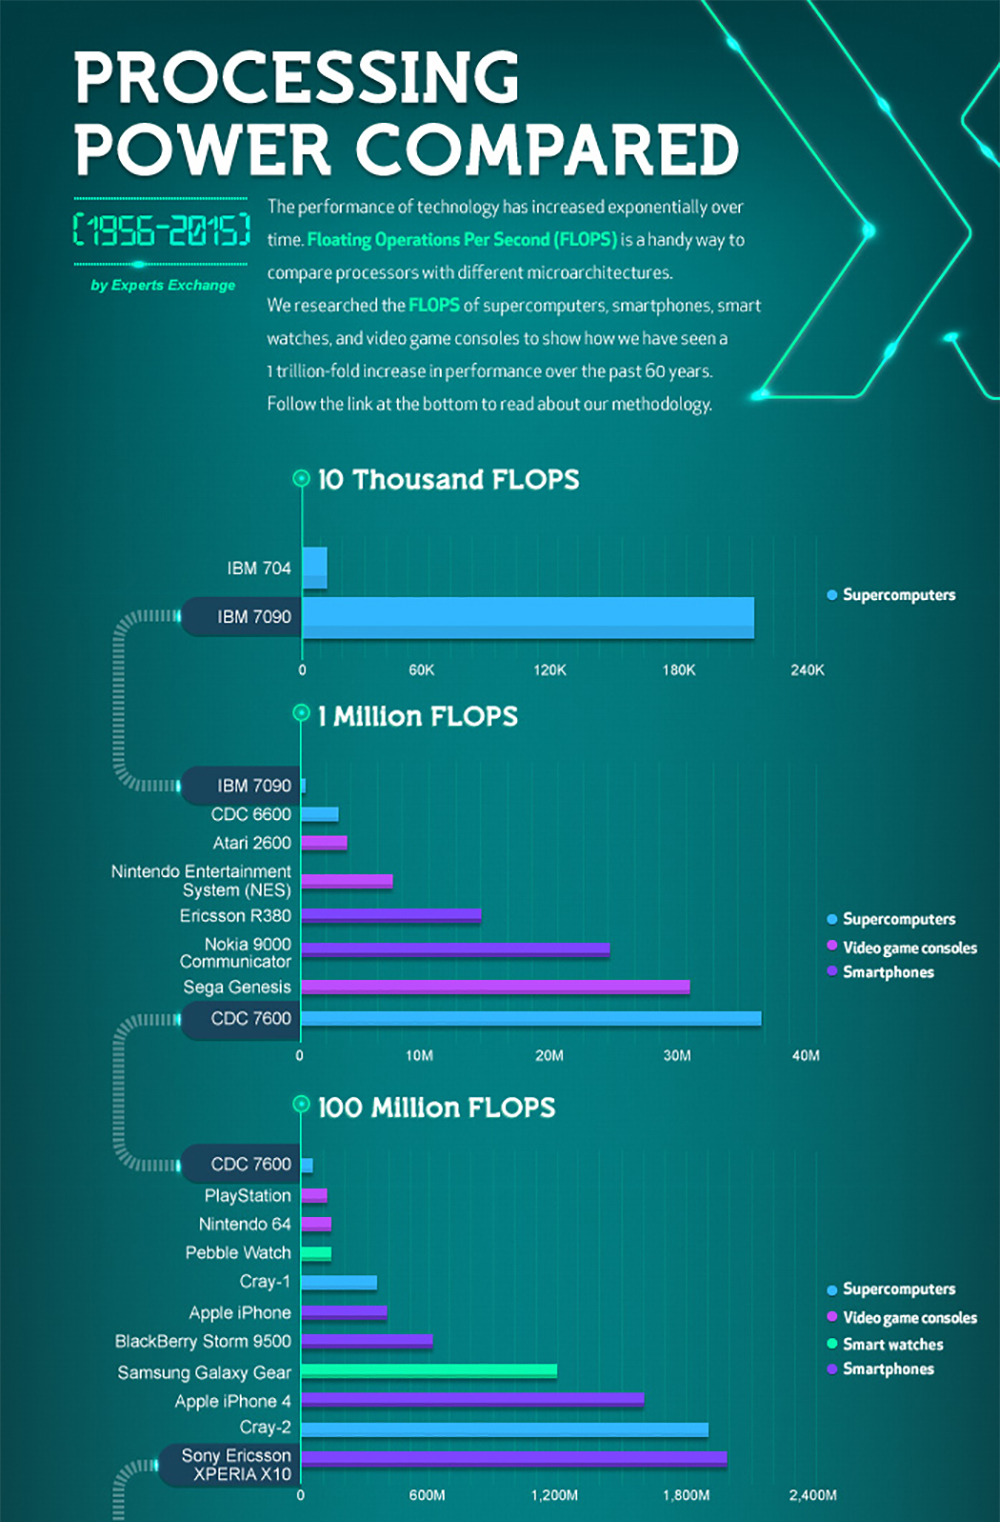 PROCESSING
POWER COMPARED
[1956-2015]
by Experts Exchange
The performance of technology has increased exponentially over
time. Floating Operations Per Second (FLOPS) is a handy way to
compare processors with different microarchitectures.
We researched the FLOPS of supercomputers, smartphones, smart
watches, and video game consoles to show how we have seen a
1 trillion-fold increase in performance over the past 60 years.
Follow the link at the bottom to read about our methodology.
10 Thousand FLOPS
IBM 704
IBM 7090
Supercomputers
0 60K 120K 180K 240K
1 Million FLOPS
IBM 7090
CDC 6600
Atari 2600
Nintendo Entertainment
System (NES)
Ericsson R380
Nokia 9000
Communicator
Sega Genesis
CDC 7600
Supercomputers
Video game consoles
Smartphones
0 10M 20M 30M 40M
100 Million FLOPS
CDC 7600
PlayStation
Nintendo 64
Pebble Watch
Cray-1
Apple iPhone
BlackBerry Storm 9500
Samsung Galaxy Gear
Apple iPhone 4
Cray-2
Sony Ericsson
XPERIA X10
Supercomputers
Video game consoles
Smart watches
Smartphones
0 600M 1,200M 1,800M 2,400M